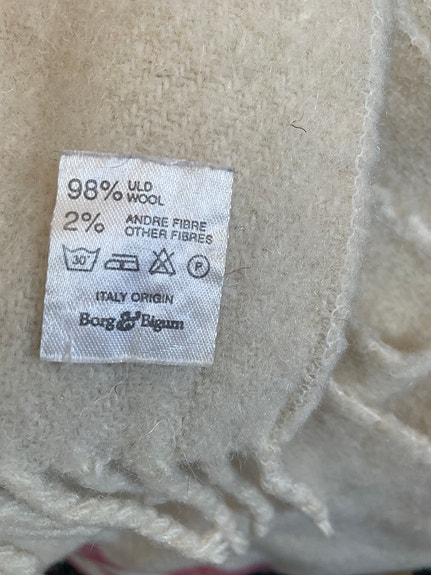 98% ULD
WOOL
2% ANDRE FIBRE
OTHER FIBRES
30° P
ITALY ORIGIN
Borg & Bigum